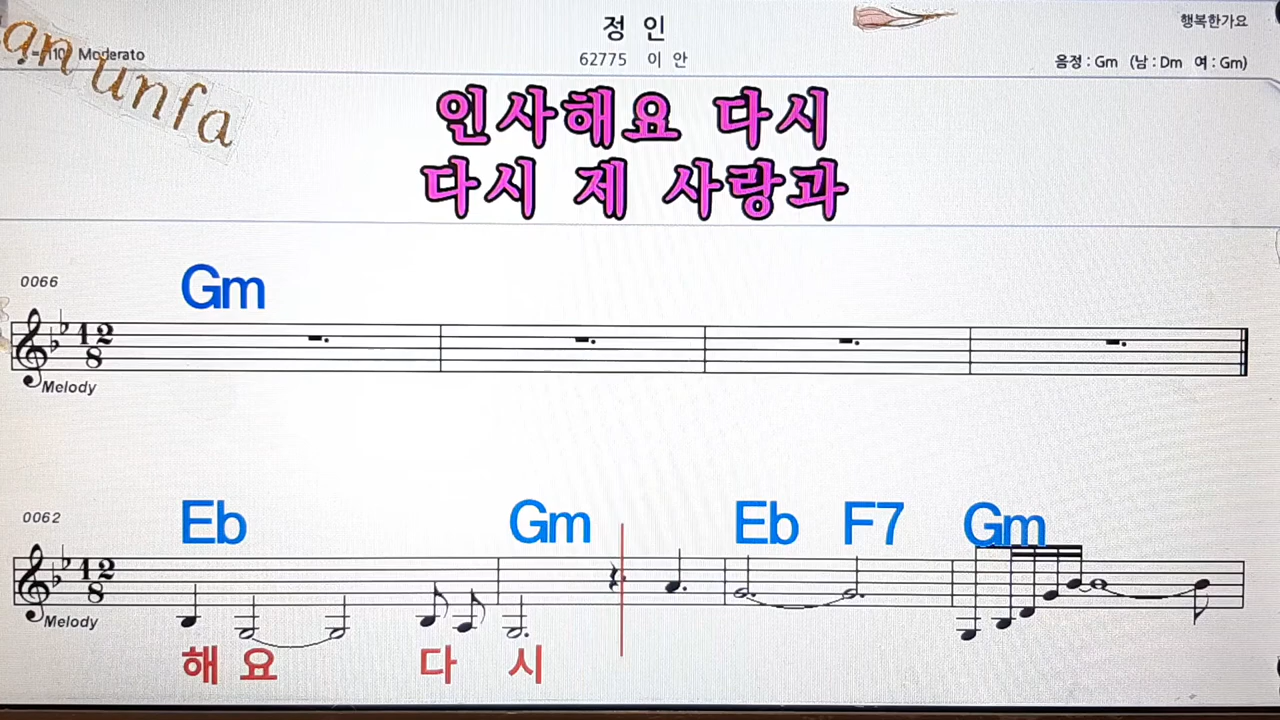 정 인
행복한가요
Moderato
62775 이 안
음정 : Gm (남 : Dm 여 : Gm)
an unfa
인사해요 다시
다시 제 사랑과
0066
Gm
12
8
Melody
0062
Eb Gm Eb F7 Gm
12
8
Melody
해 요 다 시